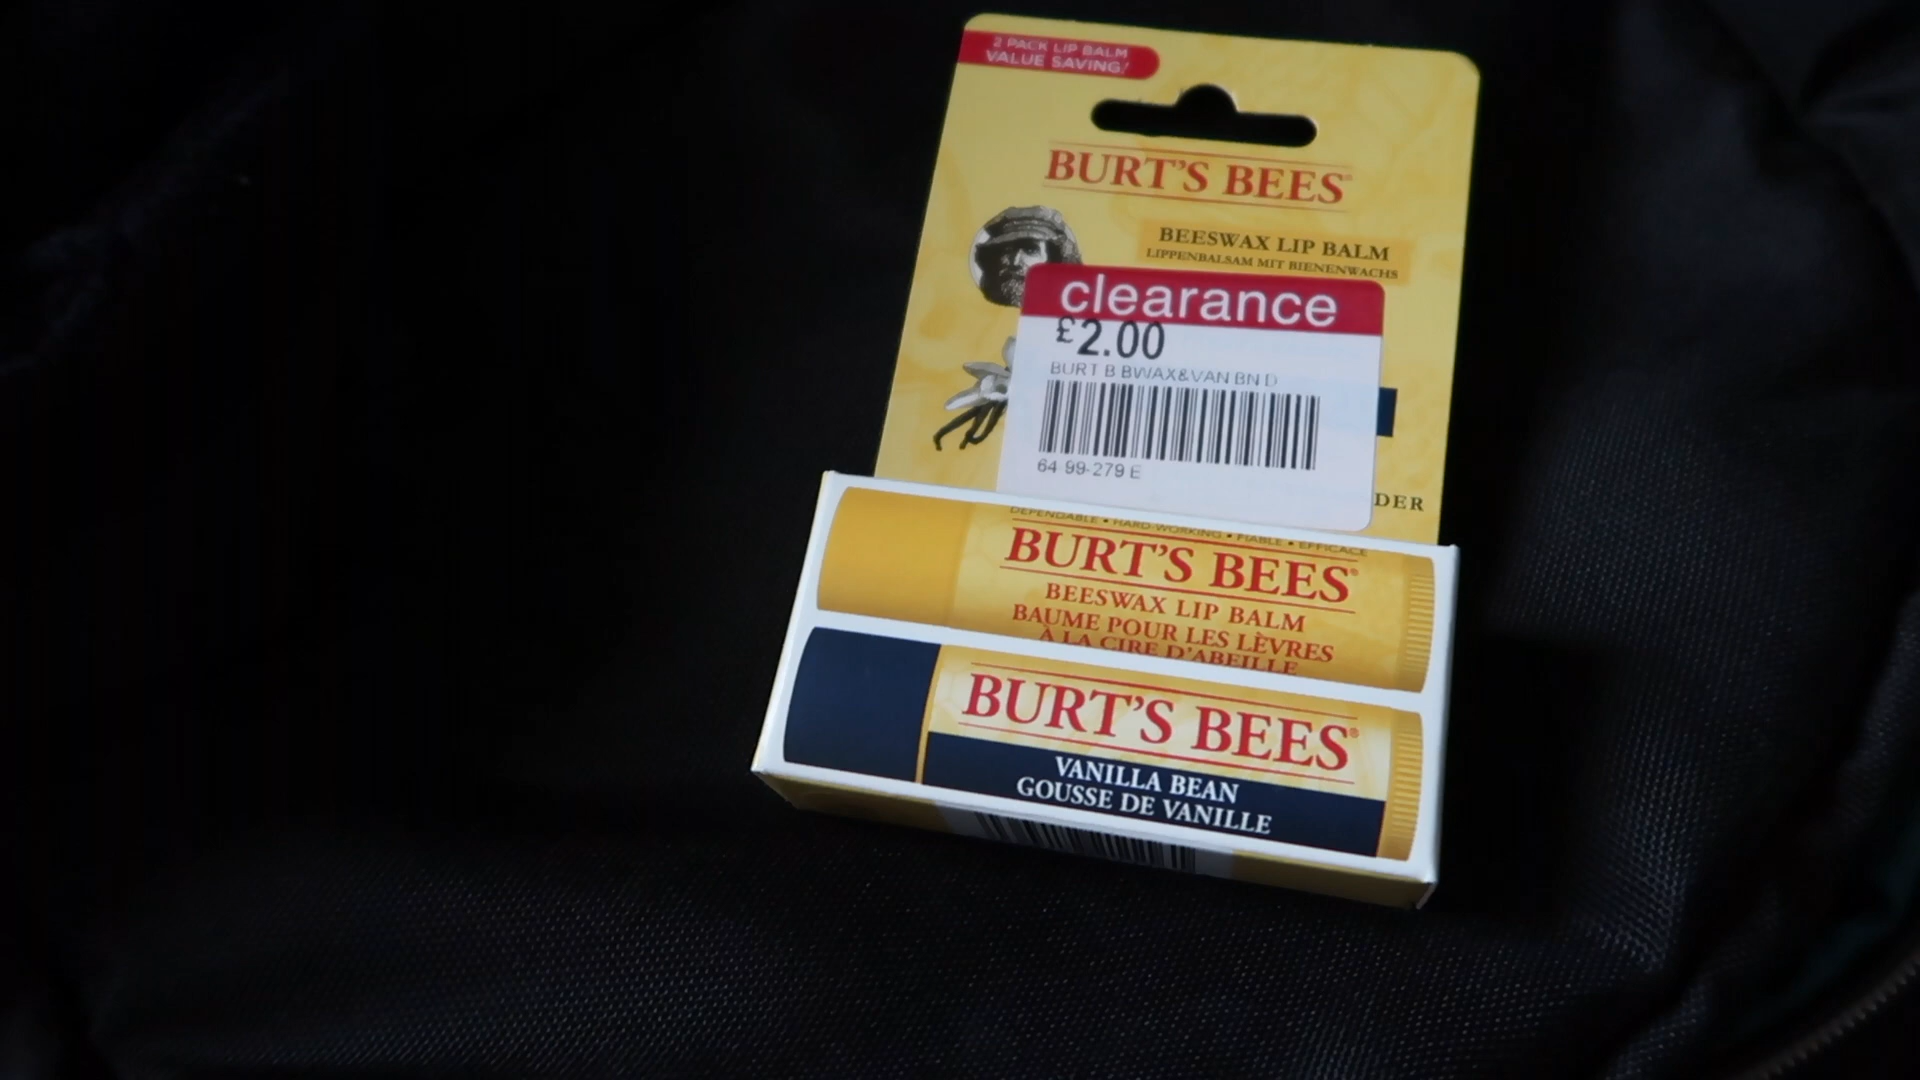 2 PACK LIP BALM
VALUE SAVING!
BURT'S BEES
BEESWAX LIP BALM
LIPPENBALSAM MIT BIENENWACHS
clearance
£2.00
BURT B BWAX&VAN BN D
64 99-279 E
DER
DEPENDABLE • HARD-WORKING • FIABLE • EFFICACE
BURT'S BEES®
BEESWAX LIP BALM
BAUME POUR LES LÈVRES
À LA CIRE D'ABEILLE
BURT'S BEES®
VANILLA BEAN
GOUSSE DE VANILLE